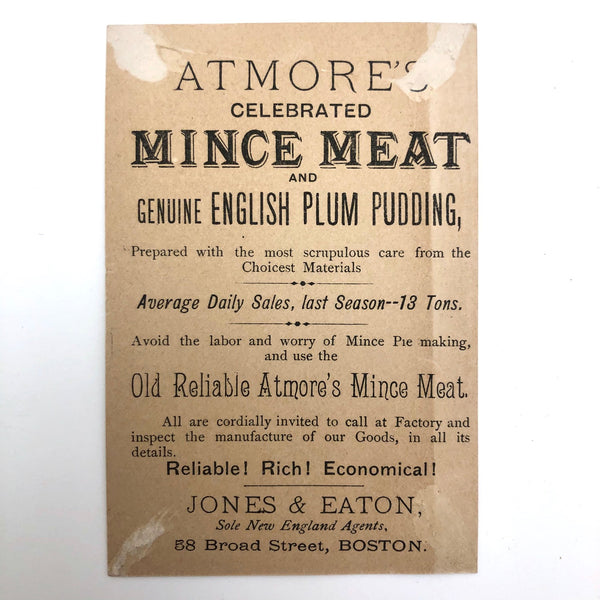 ATMORE'S
CELEBRATED
MINCE MEAT
AND
GENUINE ENGLISH PLUM PUDDING,
Prepared with the most scrupulous care from the
Choicest Materials
Average Daily Sales, last Season--13 Tons.
Avoid the labor and worry of Mince Pie making,
and use the
Old Reliable Atmore's Mince Meat.
All are cordially invited to call at Factory and
inspect the manufacture of our Goods, in all its
details.
Reliable! Rich! Economical!
JONES & EATON,
Sole New England Agents,
58 Broad Street, BOSTON.